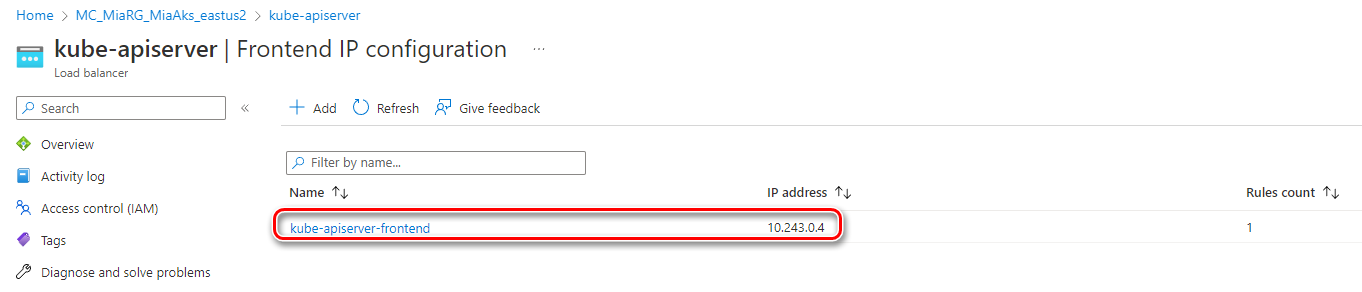 Home > MC_MiaRG_MiaAks_eastus2 > kube-apiserver
kube-apiserver | Frontend IP configuration ...
Load balancer
Search «
Add Refresh Give feedback
Overview
Activity log
Access control (IAM)
Tags
Diagnose and solve problems
Filter by name...
Name ↑↓ IP address ↑↓ Rules count ↑↓
kube-apiserver-frontend 10.243.0.4 1